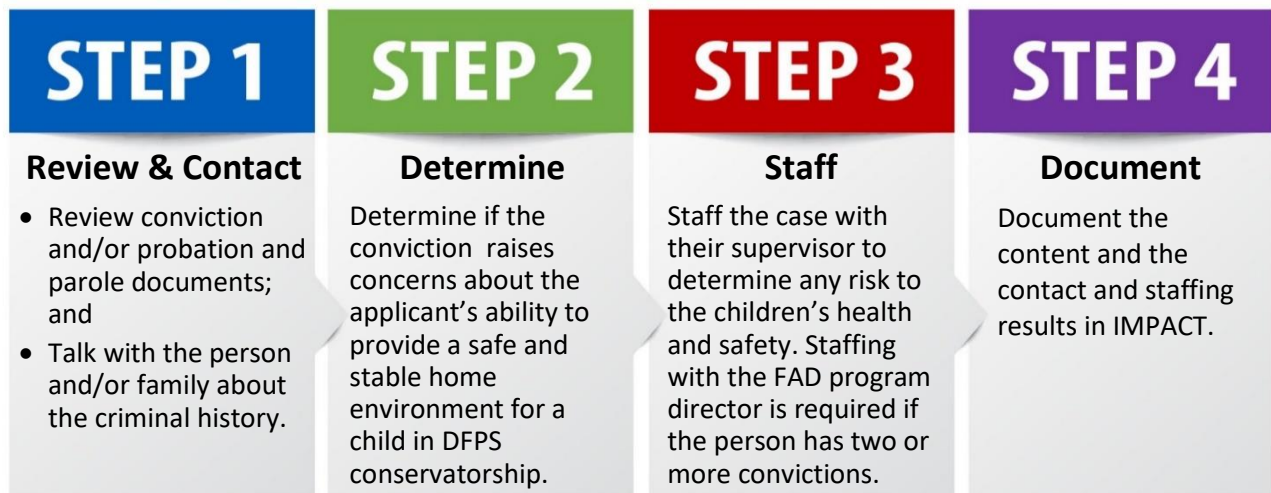 STEP 1
Review & Contact
• Review conviction
and/or probation and
parole documents;
and
• Talk with the person
and/or family about
the criminal history.
STEP 2
Determine
Determine if the
conviction raises
concerns about the
applicant’s ability to
provide a safe and
stable home
environment for a
child in DFPS
conservatorship.
STEP 3
Staff
Staff the case with
their supervisor to
determine any risk to
the children’s health
and safety. Staffing
with the FAD program
director is required if
the person has two or
more convictions.
STEP 4
Document
Document the
content and the
contact and staffing
results in IMPACT.